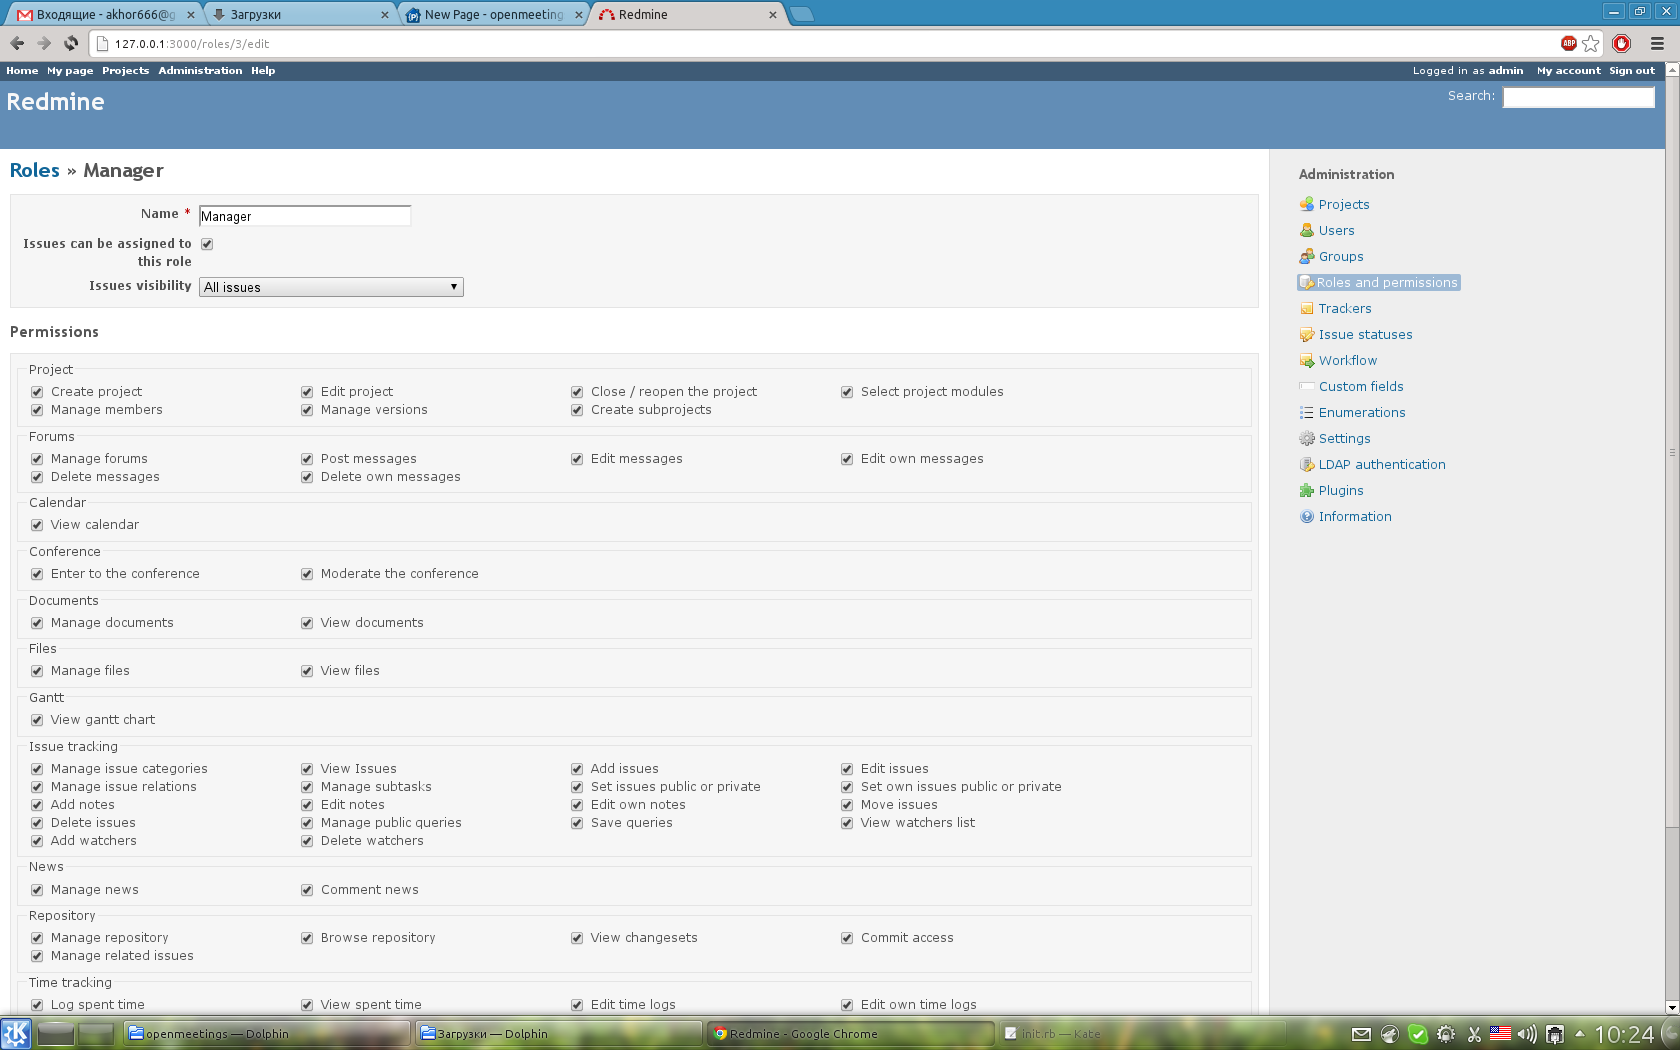 Входящие - akhor666@g
Загрузки
New Page - openmeeting
Redmine
127.0.0.1:3000/roles/3/edit
ABP
Home My page Projects Administration Help
Logged in as admin My account Sign out
Redmine
Search:
Roles » Manager
Name * Manager
Issues can be assigned to
this role
Issues visibility All issues
Permissions
Project
Create project Edit project Close / reopen the project Select project modules
Manage members Manage versions Create subprojects
Forums
Manage forums Post messages Edit messages Edit own messages
Delete messages Delete own messages
Calendar
View calendar
Conference
Enter to the conference Moderate the conference
Documents
Manage documents View documents
Files
Manage files View files
Gantt
View gantt chart
Issue tracking
Manage issue categories View Issues Add issues Edit issues
Manage issue relations Manage subtasks Set issues public or private Set own issues public or private
Add notes Edit notes Edit own notes Move issues
Delete issues Manage public queries Save queries View watchers list
Add watchers Delete watchers
News
Manage news Comment news
Repository
Manage repository Browse repository View changesets Commit access
Manage related issues
Time tracking
Log spent time View spent time Edit time logs Edit own time logs
Administration
Projects
Users
Groups
Roles and permissions
Trackers
Issue statuses
Workflow
Custom fields
Enumerations
Settings
LDAP authentication
Plugins
Information
openmeetings — Dolphin
Загрузки — Dolphin
Redmine - Google Chrome
init.rb — Kate
10:24